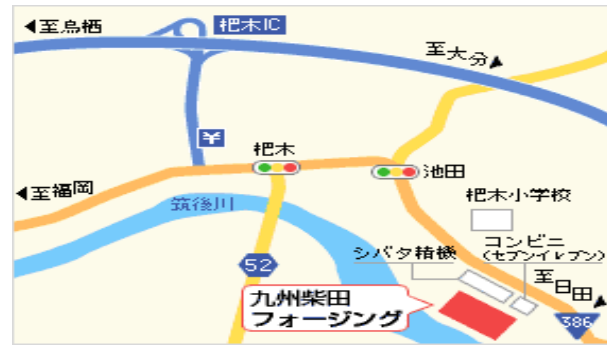 ◀至鳥栖
杷木IC
至大分▲
¥
杷木
池田
◀至福岡
筑後川
杷木小学校
コンビニ
(セブンイレブン)
シバタ精機
至日田▲
52
九州柴田
フォージング
386